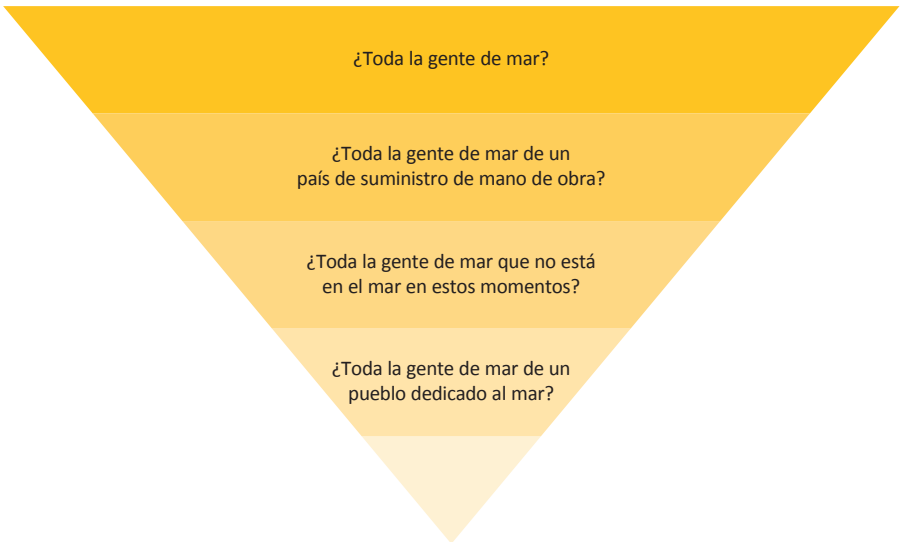 ¿Toda la gente de mar?
¿Toda la gente de mar de un
país de suministro de mano de obra?
¿Toda la gente de mar que no está
en el mar en estos momentos?
¿Toda la gente de mar de un
pueblo dedicado al mar?